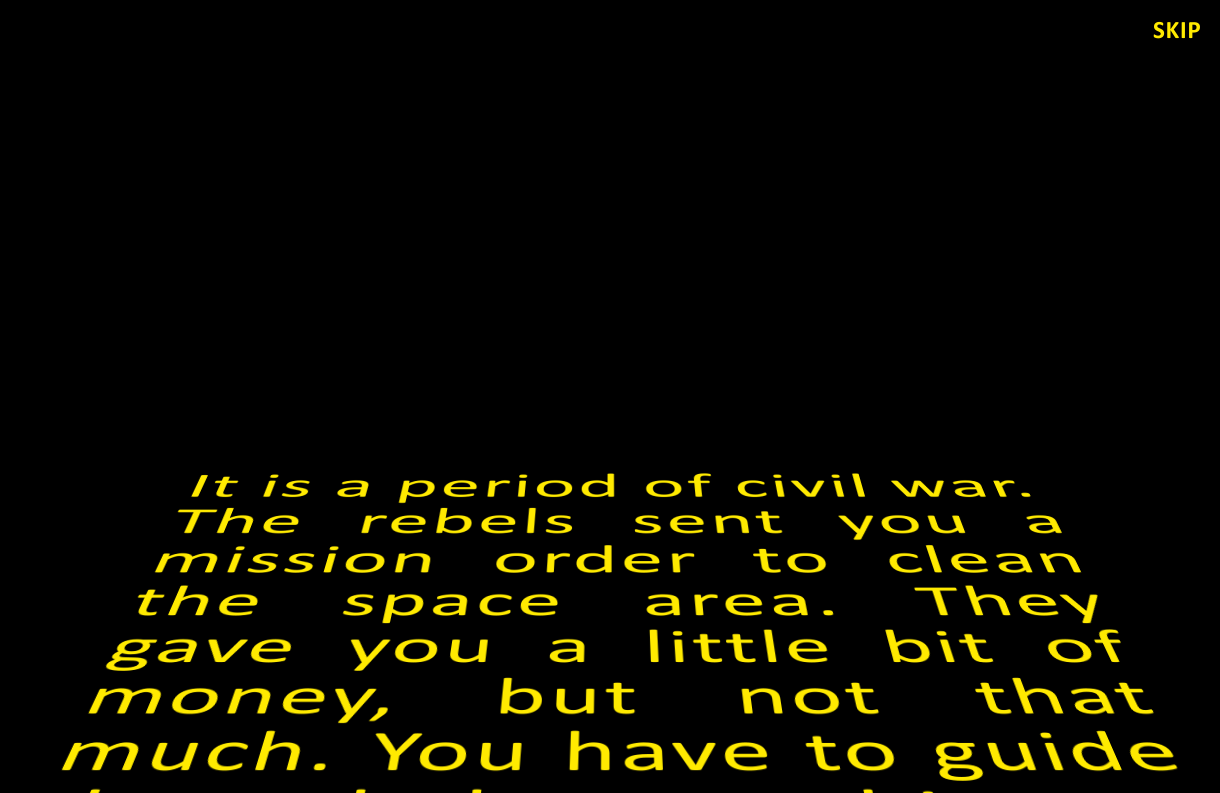 SKIP
It is a period of civil war.
The rebels sent you a
mission order to clean
the space area. They
gave you a little bit of
money, but not that
much. You have to guide